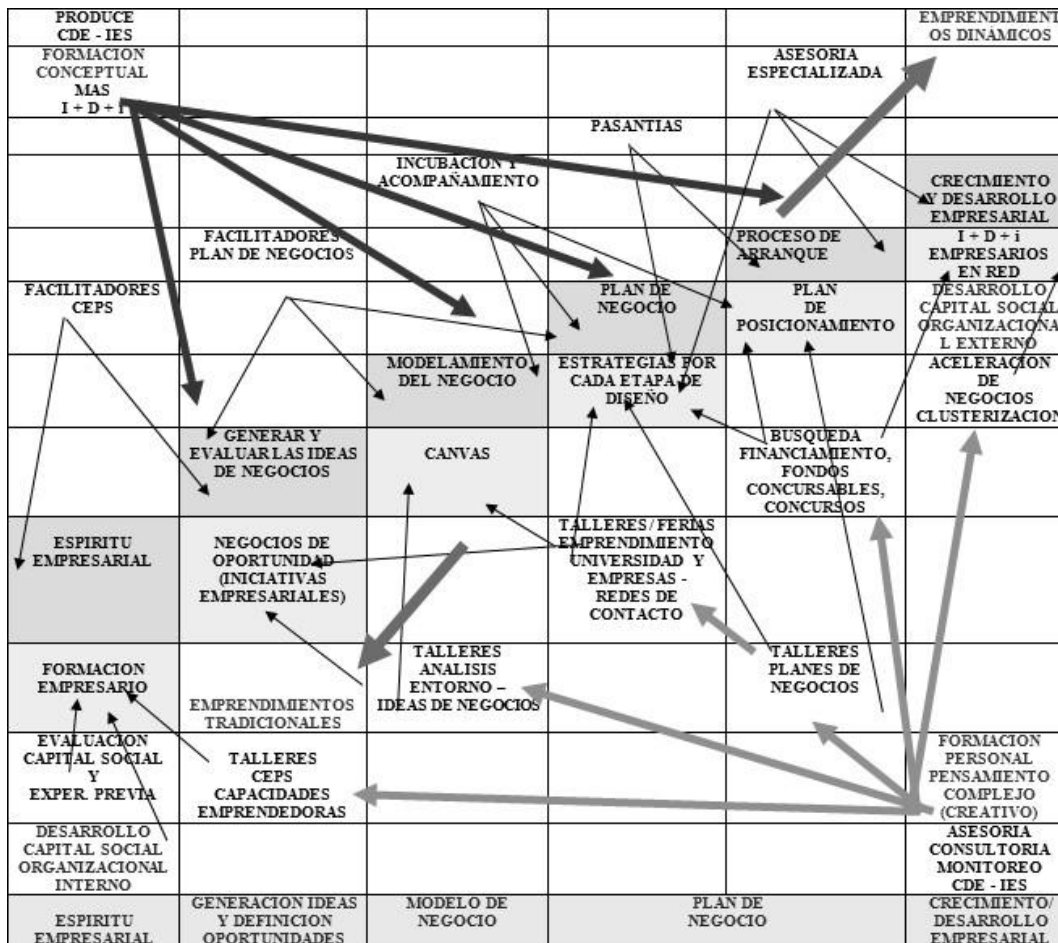 PRODUCE
CDE - IES
EMPRENDIMIENT
OS DINÁMICOS
FORMACION
CONCEPTUAL
MAS
I + D + i
ASESORIA
ESPECIALIZADA
PASANTIAS
INCUBACION Y
ACOMPAÑAMIENTO
CRECIMIENTO
Y DESARROLLO
EMPRESARIAL
FACILITADORES
PLAN DE NEGOCIOS
PROCESO DE
ARRANQUE
I + D + i
EMPRESARIOS
EN RED
FACILITADORES
CEPS
PLAN DE
NEGOCIO
PLAN
DE
POSICIONAMIENTO
DESARROLLO
CAPITAL SOCIAL
ORGANIZACIONA
L EXTERNO
MODELAMIENTO
DEL NEGOCIO
ESTRATEGIAS POR
CADA ETAPA DE
DISEÑO
ACELERACION
DE
NEGOCIOS
CLUSTERIZACION
GENERAR Y
EVALUAR LAS IDEAS
DE NEGOCIOS
CANVAS
BUSQUEDA
FINANCIAMIENTO,
FONDOS
CONCURSABLES,
CONCURSOS
ESPIRITU
EMPRESARIAL
NEGOCIOS DE
OPORTUNIDAD
(INICIATIVAS
EMPRESARIALES)
TALLERES / FERIAS
EMPRENDIMIENTO
UNIVERSIDAD Y
EMPRESAS -
REDES DE
CONTACTO
FORMACION
EMPRESARIO
EMPRENDIMIENTOS
TRADICIONALES
TALLERES
ANALISIS
ENTORNO –
IDEAS DE NEGOCIOS
TALLERES
PLANES DE
NEGOCIOS
EVALUACION
CAPITAL SOCIAL
Y
EXPER. PREVIA
TALLERES
CEPS
CAPACIDADES
EMPRENDEDORAS
FORMACION
PERSONAL
PENSAMIENTO
COMPLEJO
(CREATIVO)
DESARROLLO
CAPITAL SOCIAL
ORGANIZACIONAL
INTERNO
ASESORIA
CONSULTORIA
MONITOREO
CDE - IES
ESPIRITU
EMPRESARIAL
GENERACION IDEAS
Y DEFINICION
OPORTUNIDADES
MODELO DE
NEGOCIO
PLAN DE
NEGOCIO
CRECIMIENTO/
DESARROLLO
EMPRESARIAL